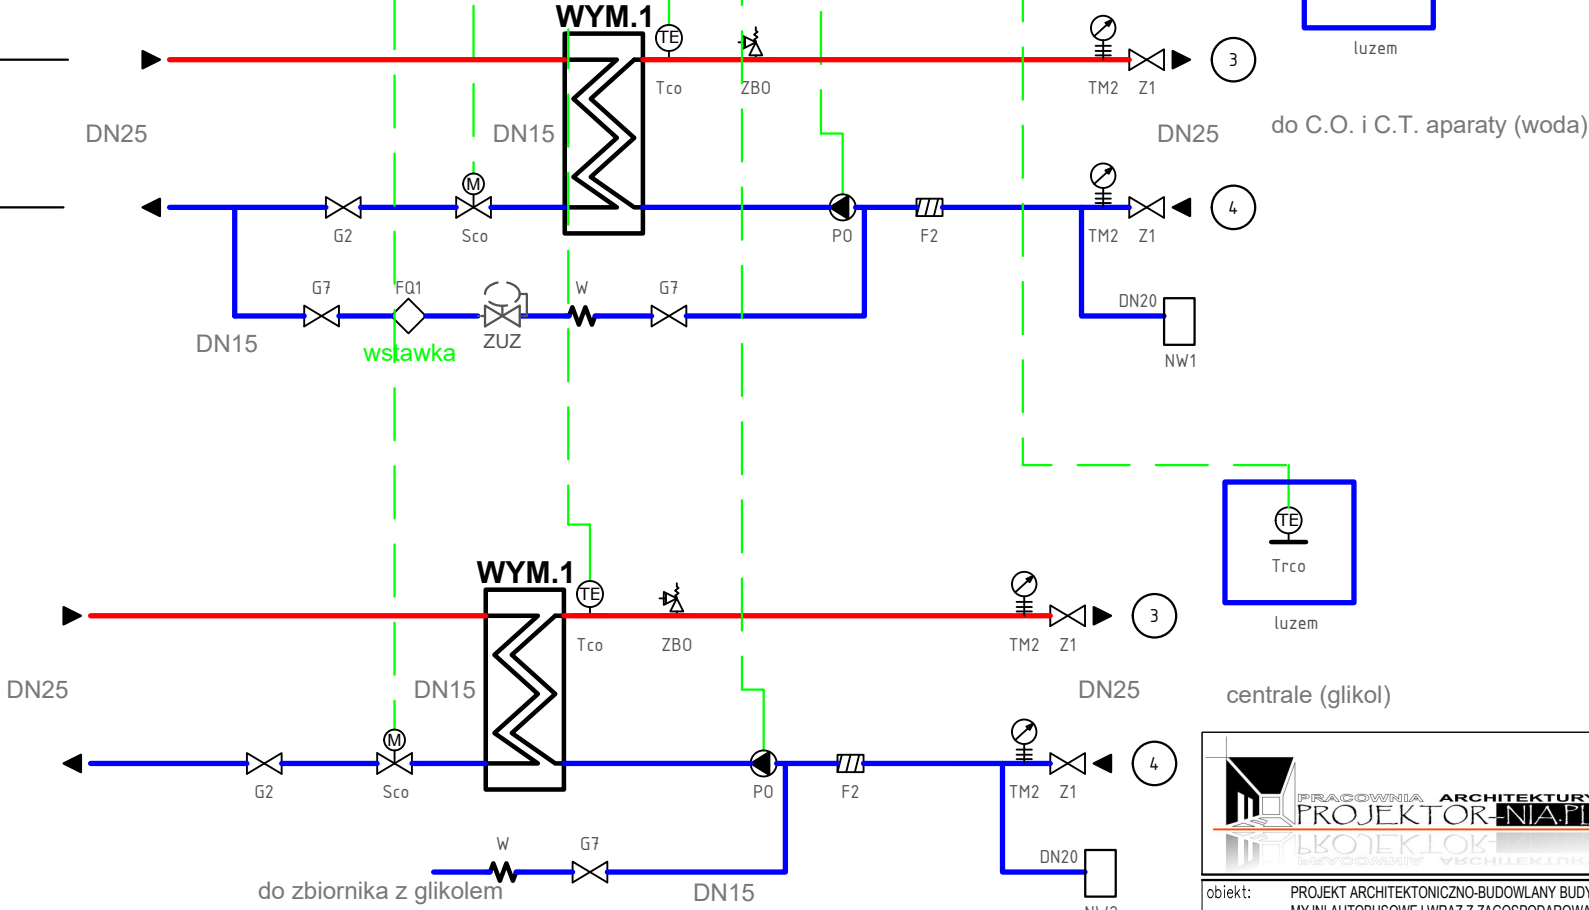 WYM.1
TE
luzem
3
Tco
ZBO
TM2
Z1
DN25
DN15
DN25
do C.O. i C.T. aparaty (woda)
M
4
G2
Sco
PO
F2
TM2
Z1
G7
FQ1
W
G7
DN20
DN15
ZUZ
wstawka
NW1
TE
Trco
luzem
WYM.1
TE
3
Tco
ZBO
TM2
Z1
DN25
DN15
DN25
centrale (glikol)
M
4
G2
Sco
PO
F2
TM2
Z1
PRACOWNIA ARCHITEKTURY
PROJEKTOR-NIA.PL
W
G7
DN20
do zbiornika z glikolem
DN15
obiekt: PROJEKT ARCHITEKTONICZNO-BUDOWLANY